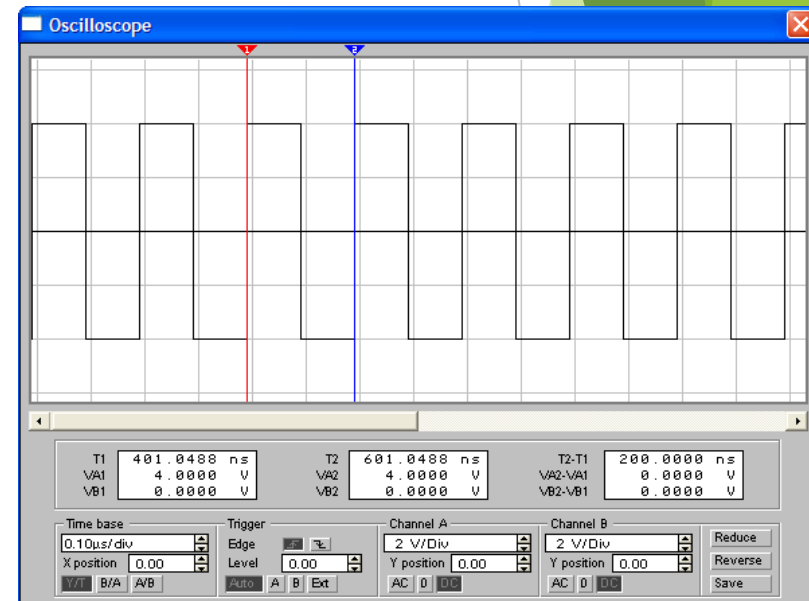 Oscilloscope
1 2
T1 401.0488 ns T2 601.0488 ns T2-T1 200.0000 ns
VA1 4.0000 V VA2 4.0000 V VA2-VA1 0.0000 V
VB1 0.0000 V VB2 0.0000 V VB2-VB1 0.0000 V
Time base Trigger Channel A Channel B
0.10µs/div Edge 2 V/Div 2 V/Div Reduce
X position 0.00 Level 0.00 Y position 0.00 Y position 0.00 Reverse
Y/T B/A A/B Auto A B Ext AC 0 DC AC 0 DC Save